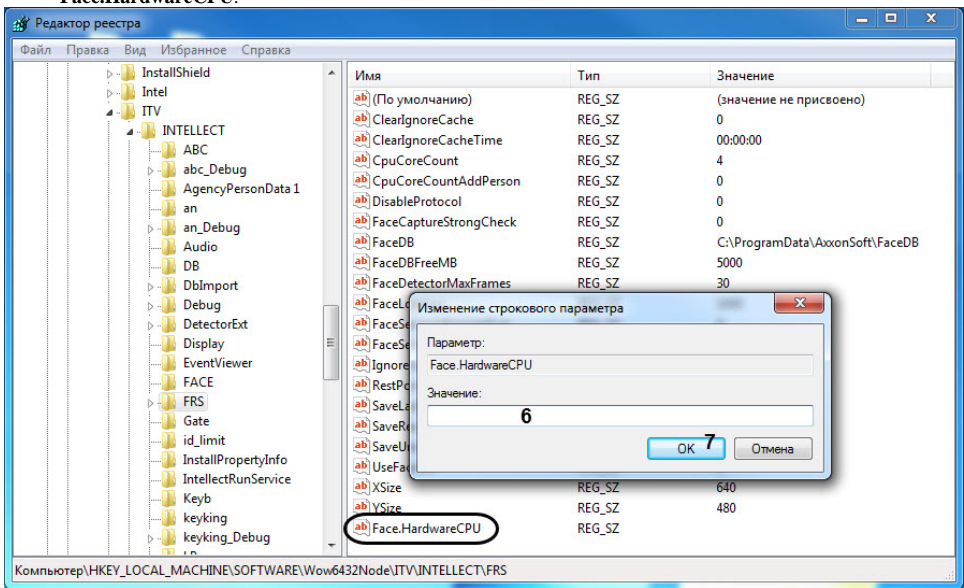 Face.HardwareCPU.
Редактор реестра
Файл Правка Вид Избранное Справка
InstallShield
Intel
ITV
INTELLECT
ABC
abc_Debug
AgencyPersonData 1
an
an_Debug
Audio
DB
DbImport
Debug
DetectorExt
Display
EventViewer
FACE
FRS
Gate
id_limit
InstallPropertyInfo
IntellectRunService
Keyb
keyking
keyking_Debug
Имя Тип Значение
(По умолчанию) REG_SZ (значение не присвоено)
ClearIgnoreCache REG_SZ 0
ClearIgnoreCacheTime REG_SZ 00:00:00
CpuCoreCount REG_SZ 4
CpuCoreCountAddPerson REG_SZ 0
DisableProtocol REG_SZ 0
FaceCaptureStrongCheck REG_SZ 0
FaceDB REG_SZ C:\ProgramData\AxxonSoft\FaceDB
FaceDBFreeMB REG_SZ 5000
FaceDetectorMaxFrames REG_SZ 30
XSize REG_SZ 640
YSize REG_SZ 480
Face.HardwareCPU REG_SZ
Изменение строкового параметра
Параметр:
Face.HardwareCPU
Значение:
6
OK 7 Отмена
Компьютер\HKEY_LOCAL_MACHINE\SOFTWARE\Wow6432Node\ITV\INTELLECT\FRS